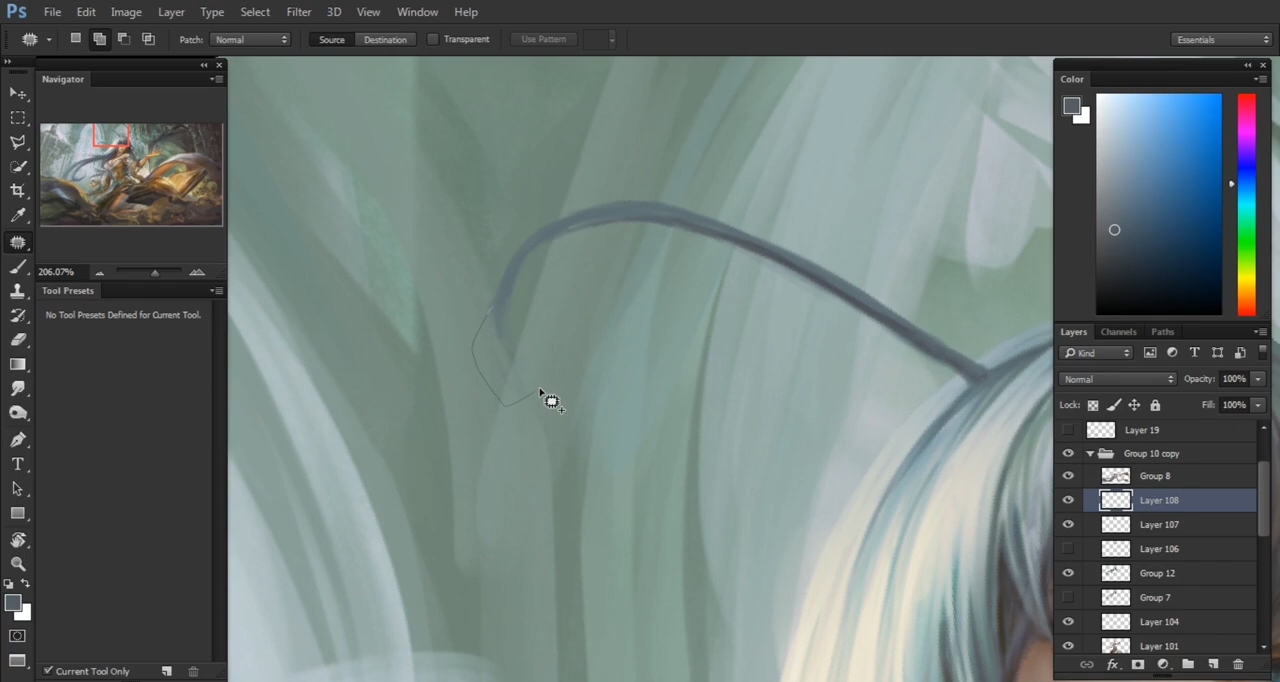 Ps File Edit Image Layer Type Select Filter 3D View Window Help
Patch: Normal Source Destination Transparent Use Pattern Essentials
Navigator
206.07%
Tool Presets
No Tool Presets Defined for Current Tool.
Current Tool Only
Color
Layers Channels Paths
Kind
Normal Opacity: 100%
Lock: Fill: 100%
Layer 19
Group 10 copy
Group 8
Layer 108
Layer 107
Layer 106
Group 12
Group 7
Layer 104
Layer 101
fx